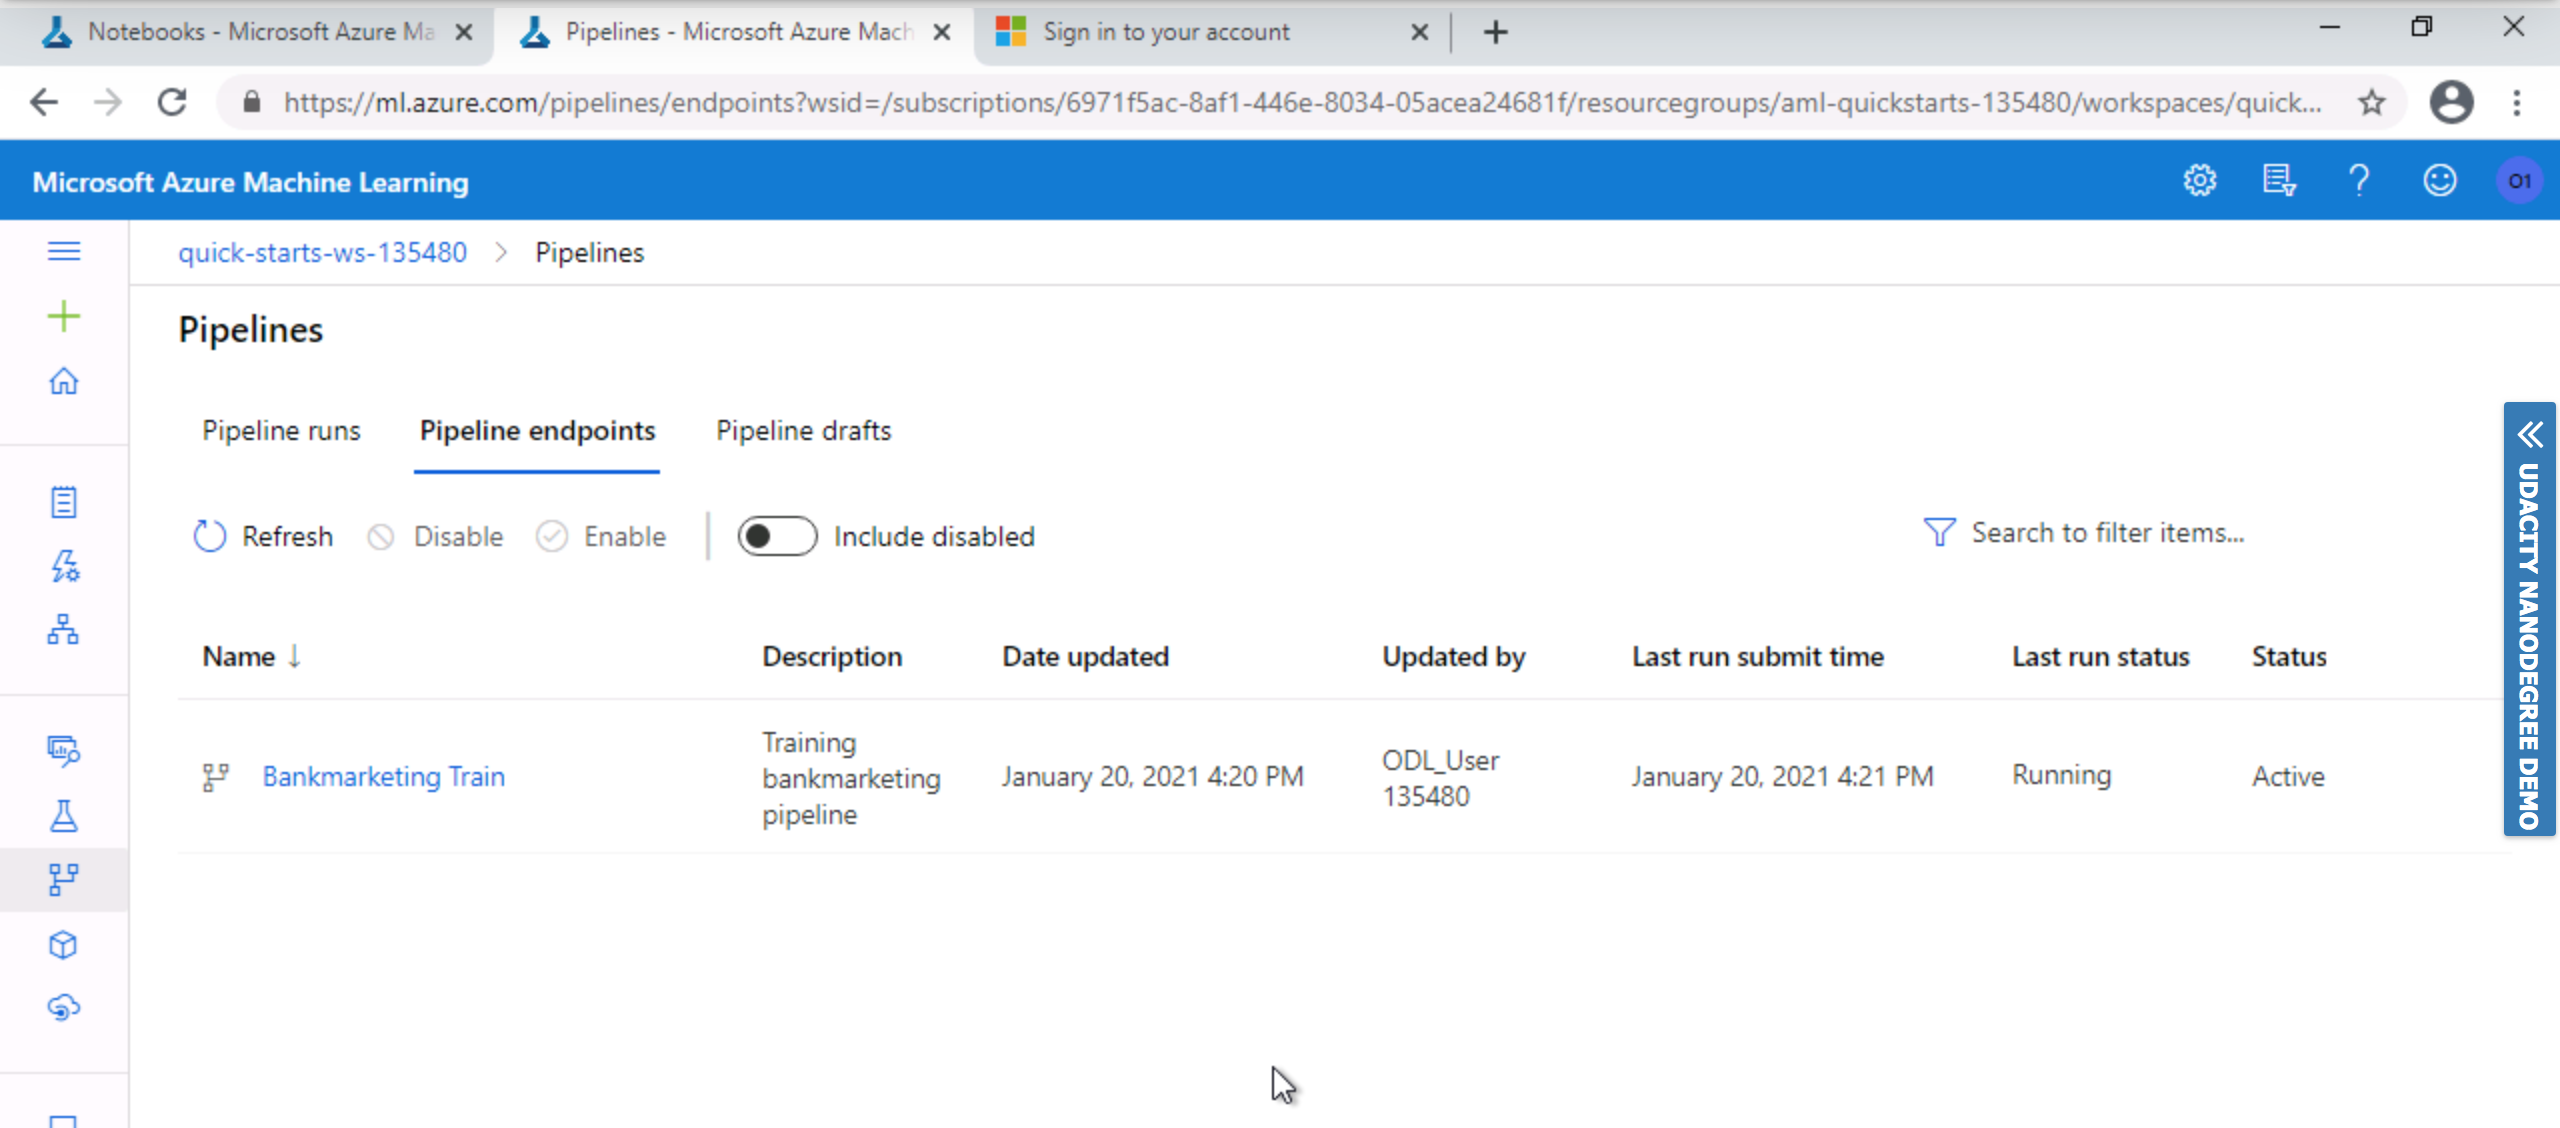 Notebooks - Microsoft Azure Ma
Pipelines - Microsoft Azure Mach
Sign in to your account
https://ml.azure.com/pipelines/endpoints?wsid=/subscriptions/6971f5ac-8af1-446e-8034-05acea24681f/resourcegroups/aml-quickstarts-135480/workspaces/quick...
Microsoft Azure Machine Learning
01
quick-starts-ws-135480 > Pipelines
Pipelines
Pipeline runs
Pipeline endpoints
Pipeline drafts
Refresh
Disable
Enable
Include disabled
Search to filter items...
Name ↓
Description
Date updated
Updated by
Last run submit time
Last run status
Status
Bankmarketing Train
Training
bankmarketing
pipeline
January 20, 2021 4:20 PM
ODL_User
135480
January 20, 2021 4:21 PM
Running
Active
UDACITY NANODEGREE DEMO